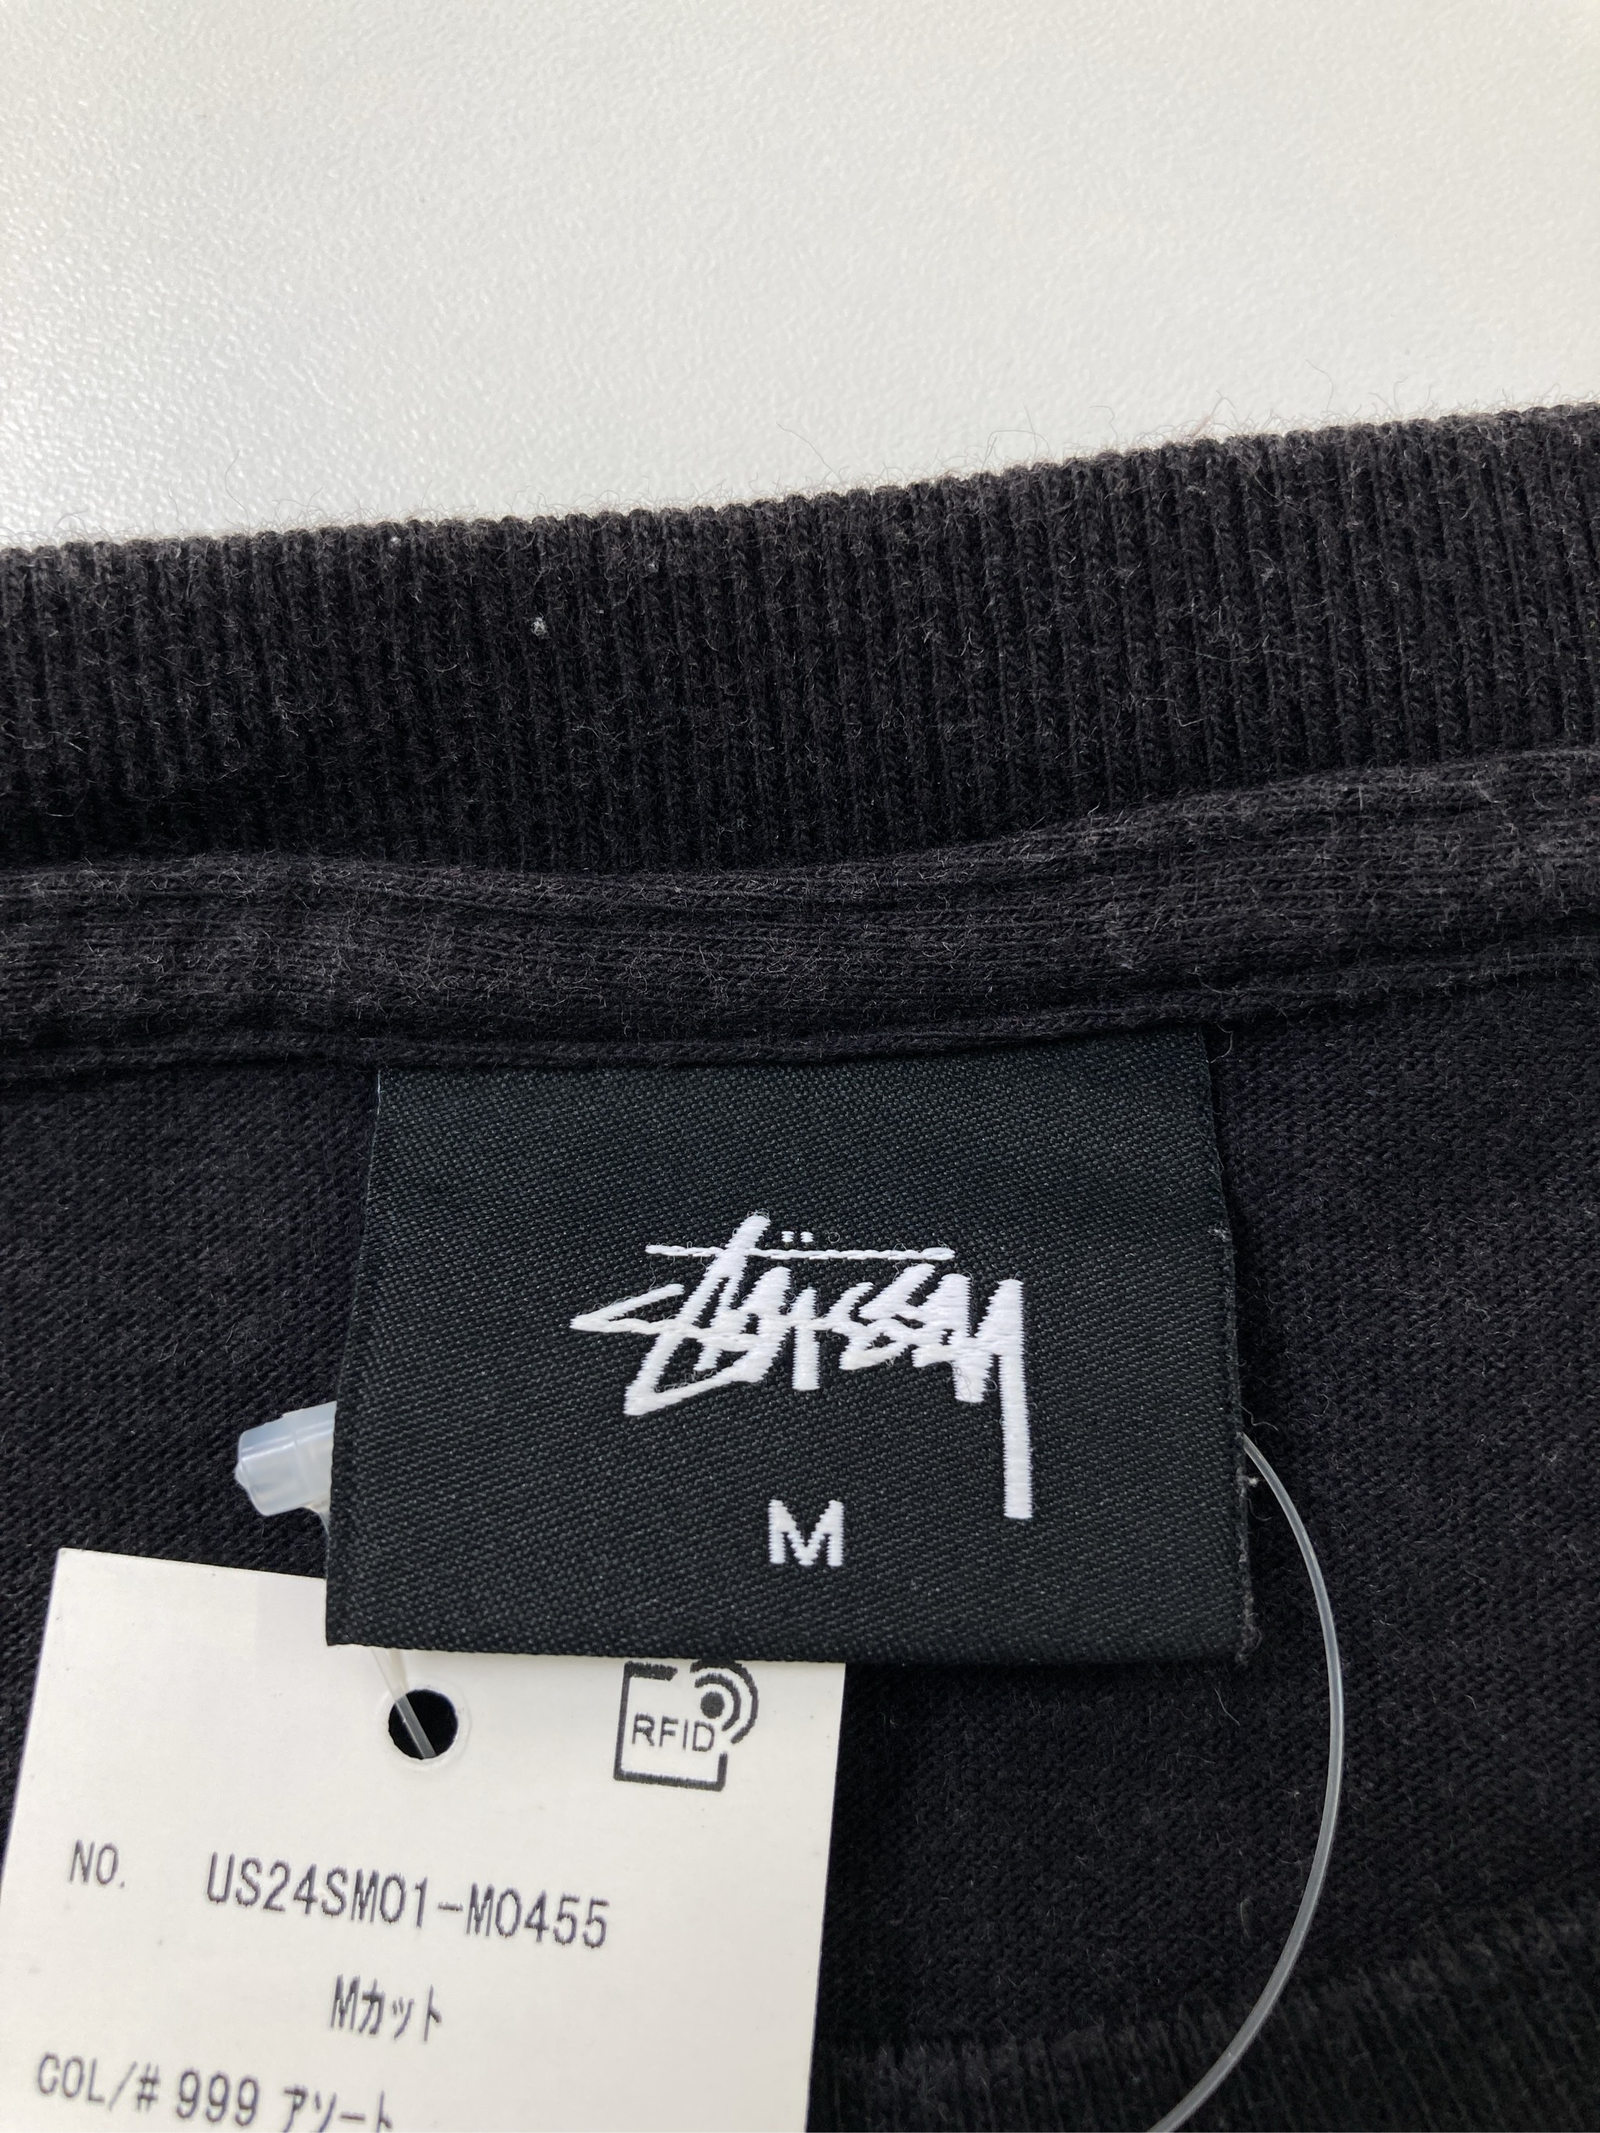 Stüssy
M
RFID
NO. US24SM01-M0455
Mカット
COL/# 999 アソート